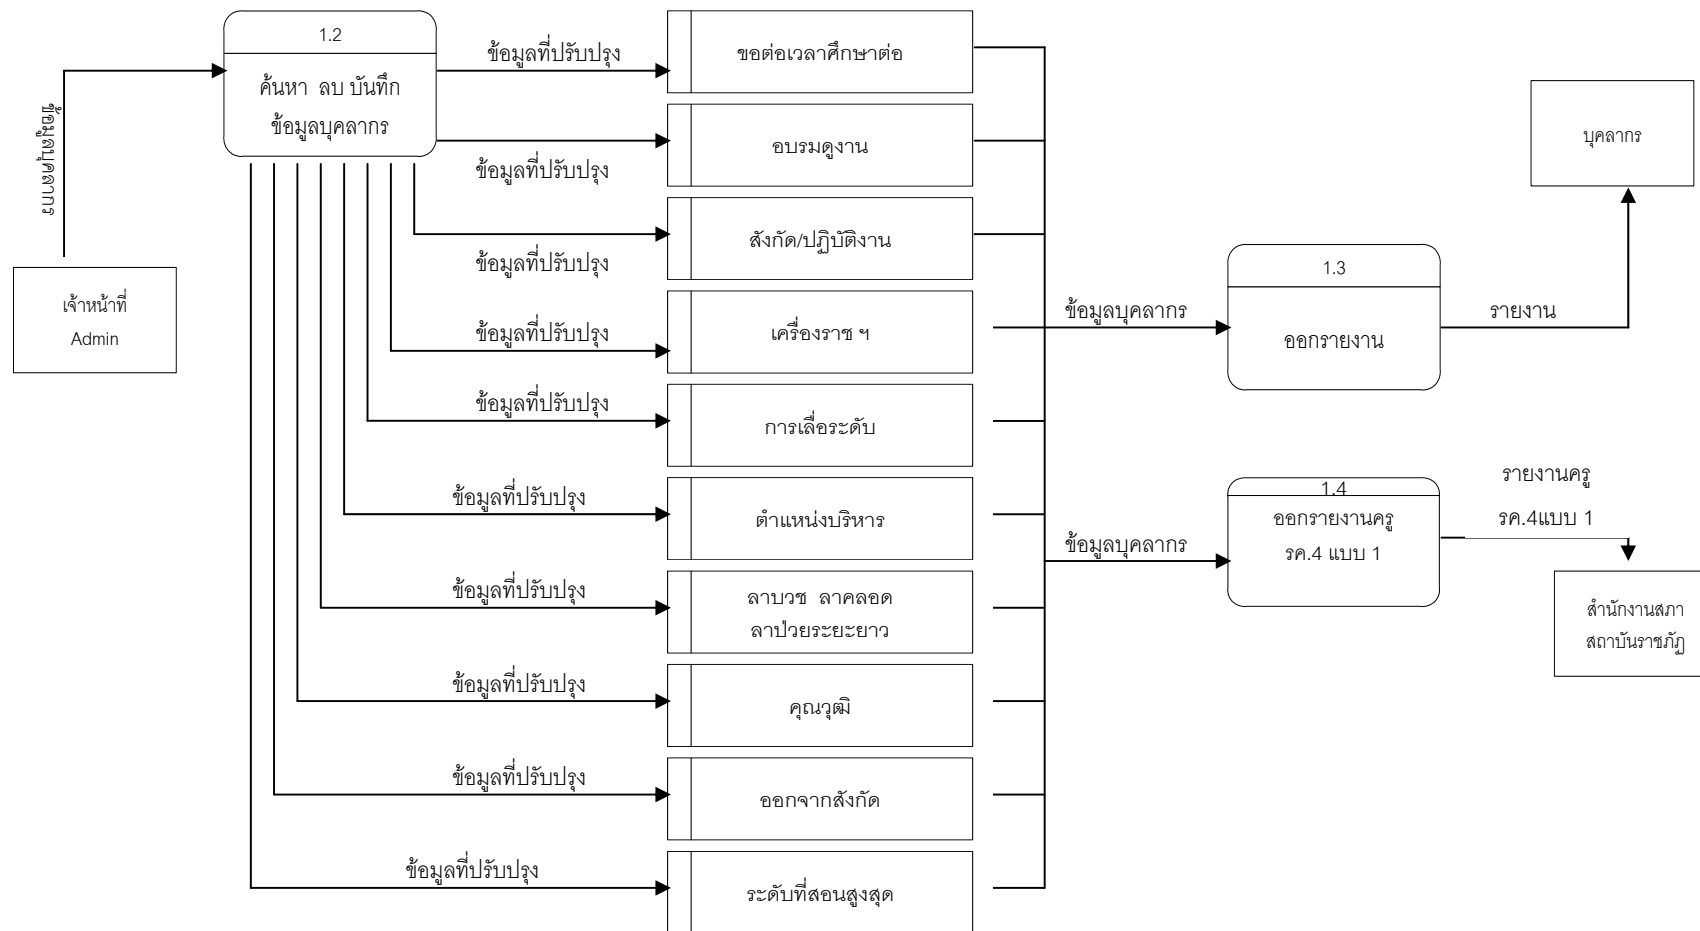 1.2
ค้นหา ลบ บันทึก
ข้อมูลบุคลากร
ข้อมูลบุคลากร
เจ้าหน้าที่
Admin
ข้อมูลที่ปรับปรุง
ขอต่อเวลาศึกษาต่อ
ข้อมูลที่ปรับปรุง
อบรมดูงาน
ข้อมูลที่ปรับปรุง
สังกัด/ปฏิบัติงาน
ข้อมูลที่ปรับปรุง
เครื่องราช ฯ
ข้อมูลที่ปรับปรุง
การเลื่อระดับ
ข้อมูลที่ปรับปรุง
ตำแหน่งบริหาร
ข้อมูลที่ปรับปรุง
ลาบวช ลาคลอด
ลาป่วยระยะยาว
ข้อมูลที่ปรับปรุง
คุณวุฒิ
ข้อมูลที่ปรับปรุง
ออกจากสังกัด
ข้อมูลที่ปรับปรุง
ระดับที่สอนสูงสุด
ข้อมูลบุคลากร
1.3
ออกรายงาน
รายงาน
บุคลากร
ข้อมูลบุคลากร
1.4
ออกรายงานครู
รค.4 แบบ 1
รายงานครู
รค.4แบบ 1
สำนักงานสภา
สถาบันราชภัฏ